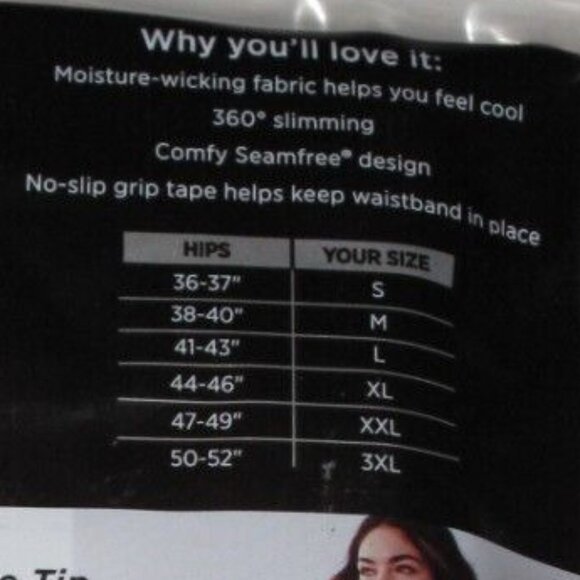 Why you'll love it:
Moisture-wicking fabric helps you feel cool
360° slimming
Comfy Seamfree® design
No-slip grip tape helps keep waistband in place
HIPS YOUR SIZE
36-37" S
38-40" M
41-43" L
44-46" XL
47-49" XXL
50-52" 3XL
Tip